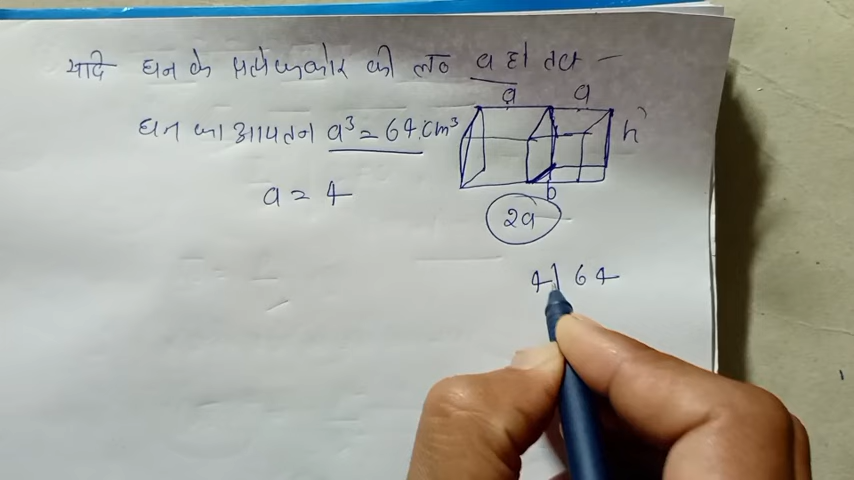 यदि घन के प्रत्येक कोर की लं० a हो तब —
a a
घन का आयतन a³ = 64 cm³
h
a = 4
b
2a
4) 64